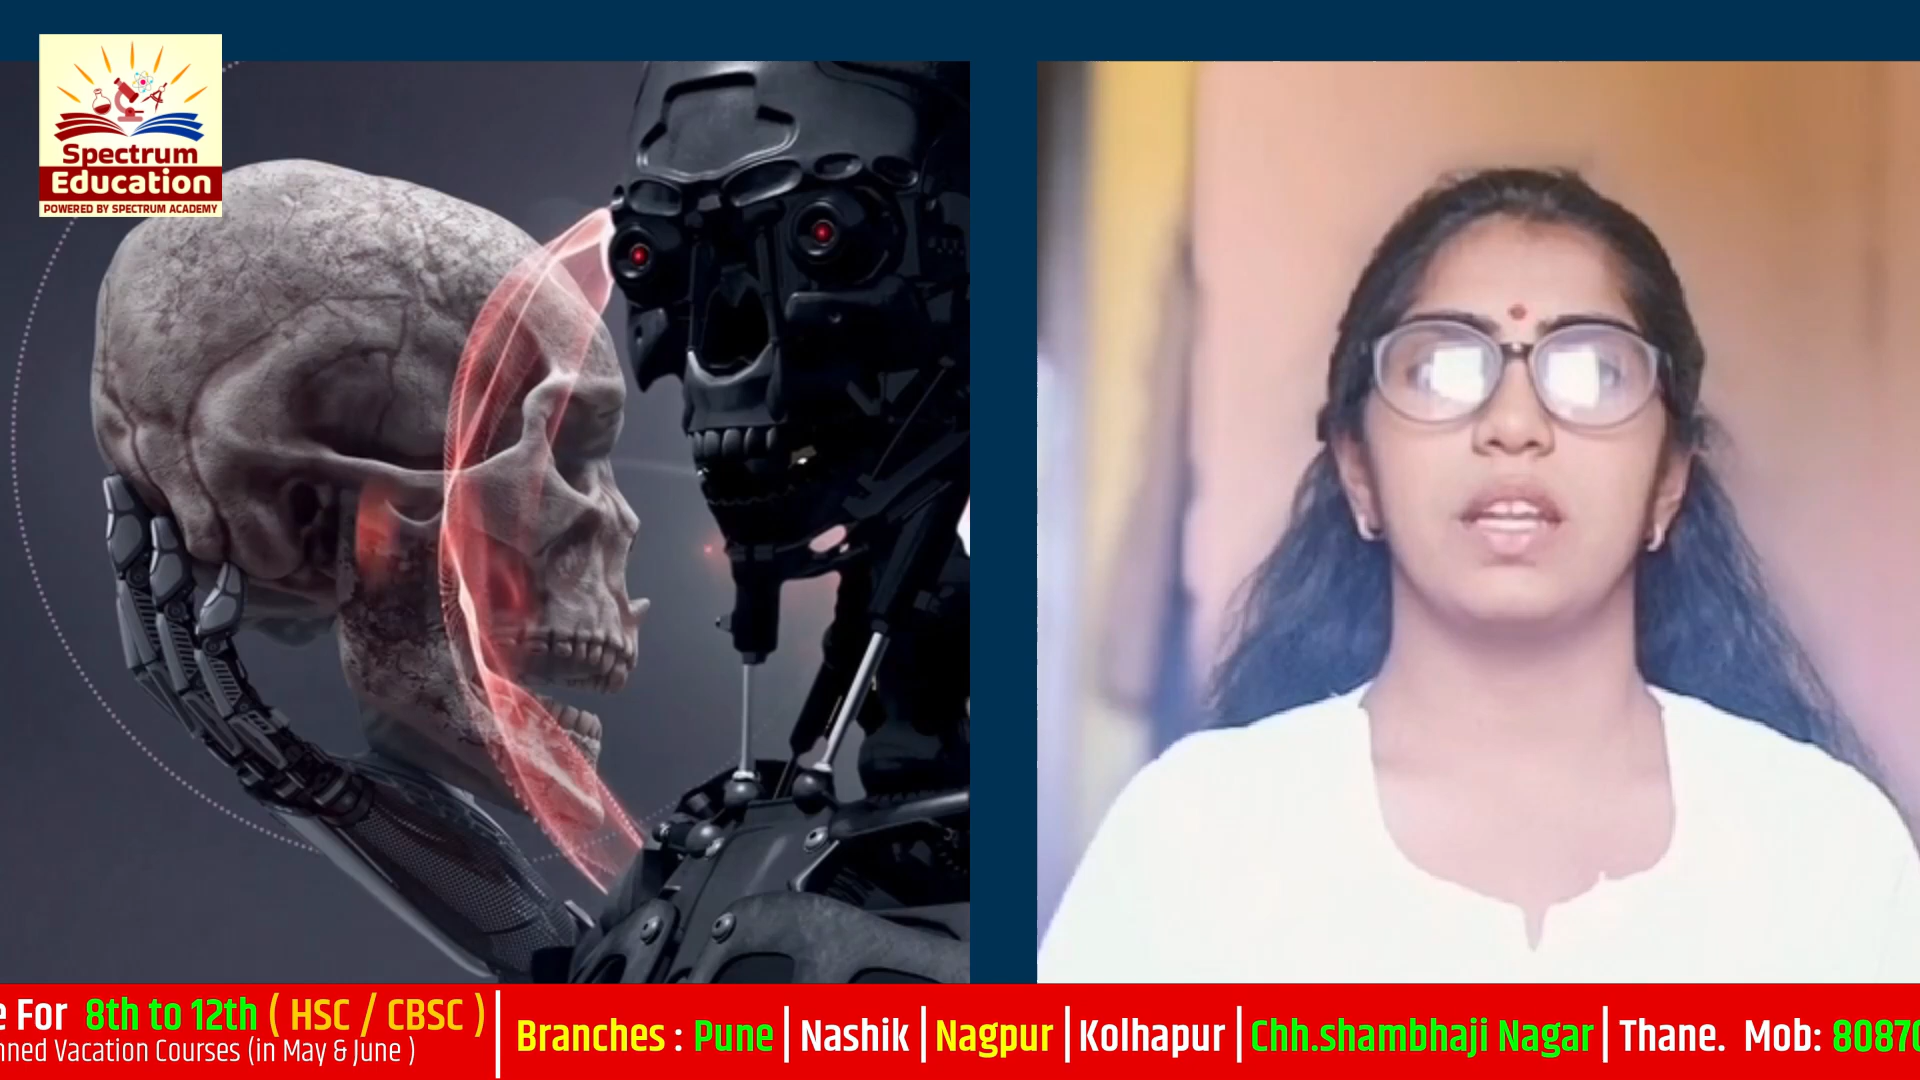 Spectrum
Education
POWERED BY SPECTRUM ACADEMY
e For 8th to 12th ( HSC / CBSC )
nned Vacation Courses (in May & June )
Branches : Pune | Nashik | Nagpur | Kolhapur | Chh.shambhaji Nagar | Thane. Mob: 8087